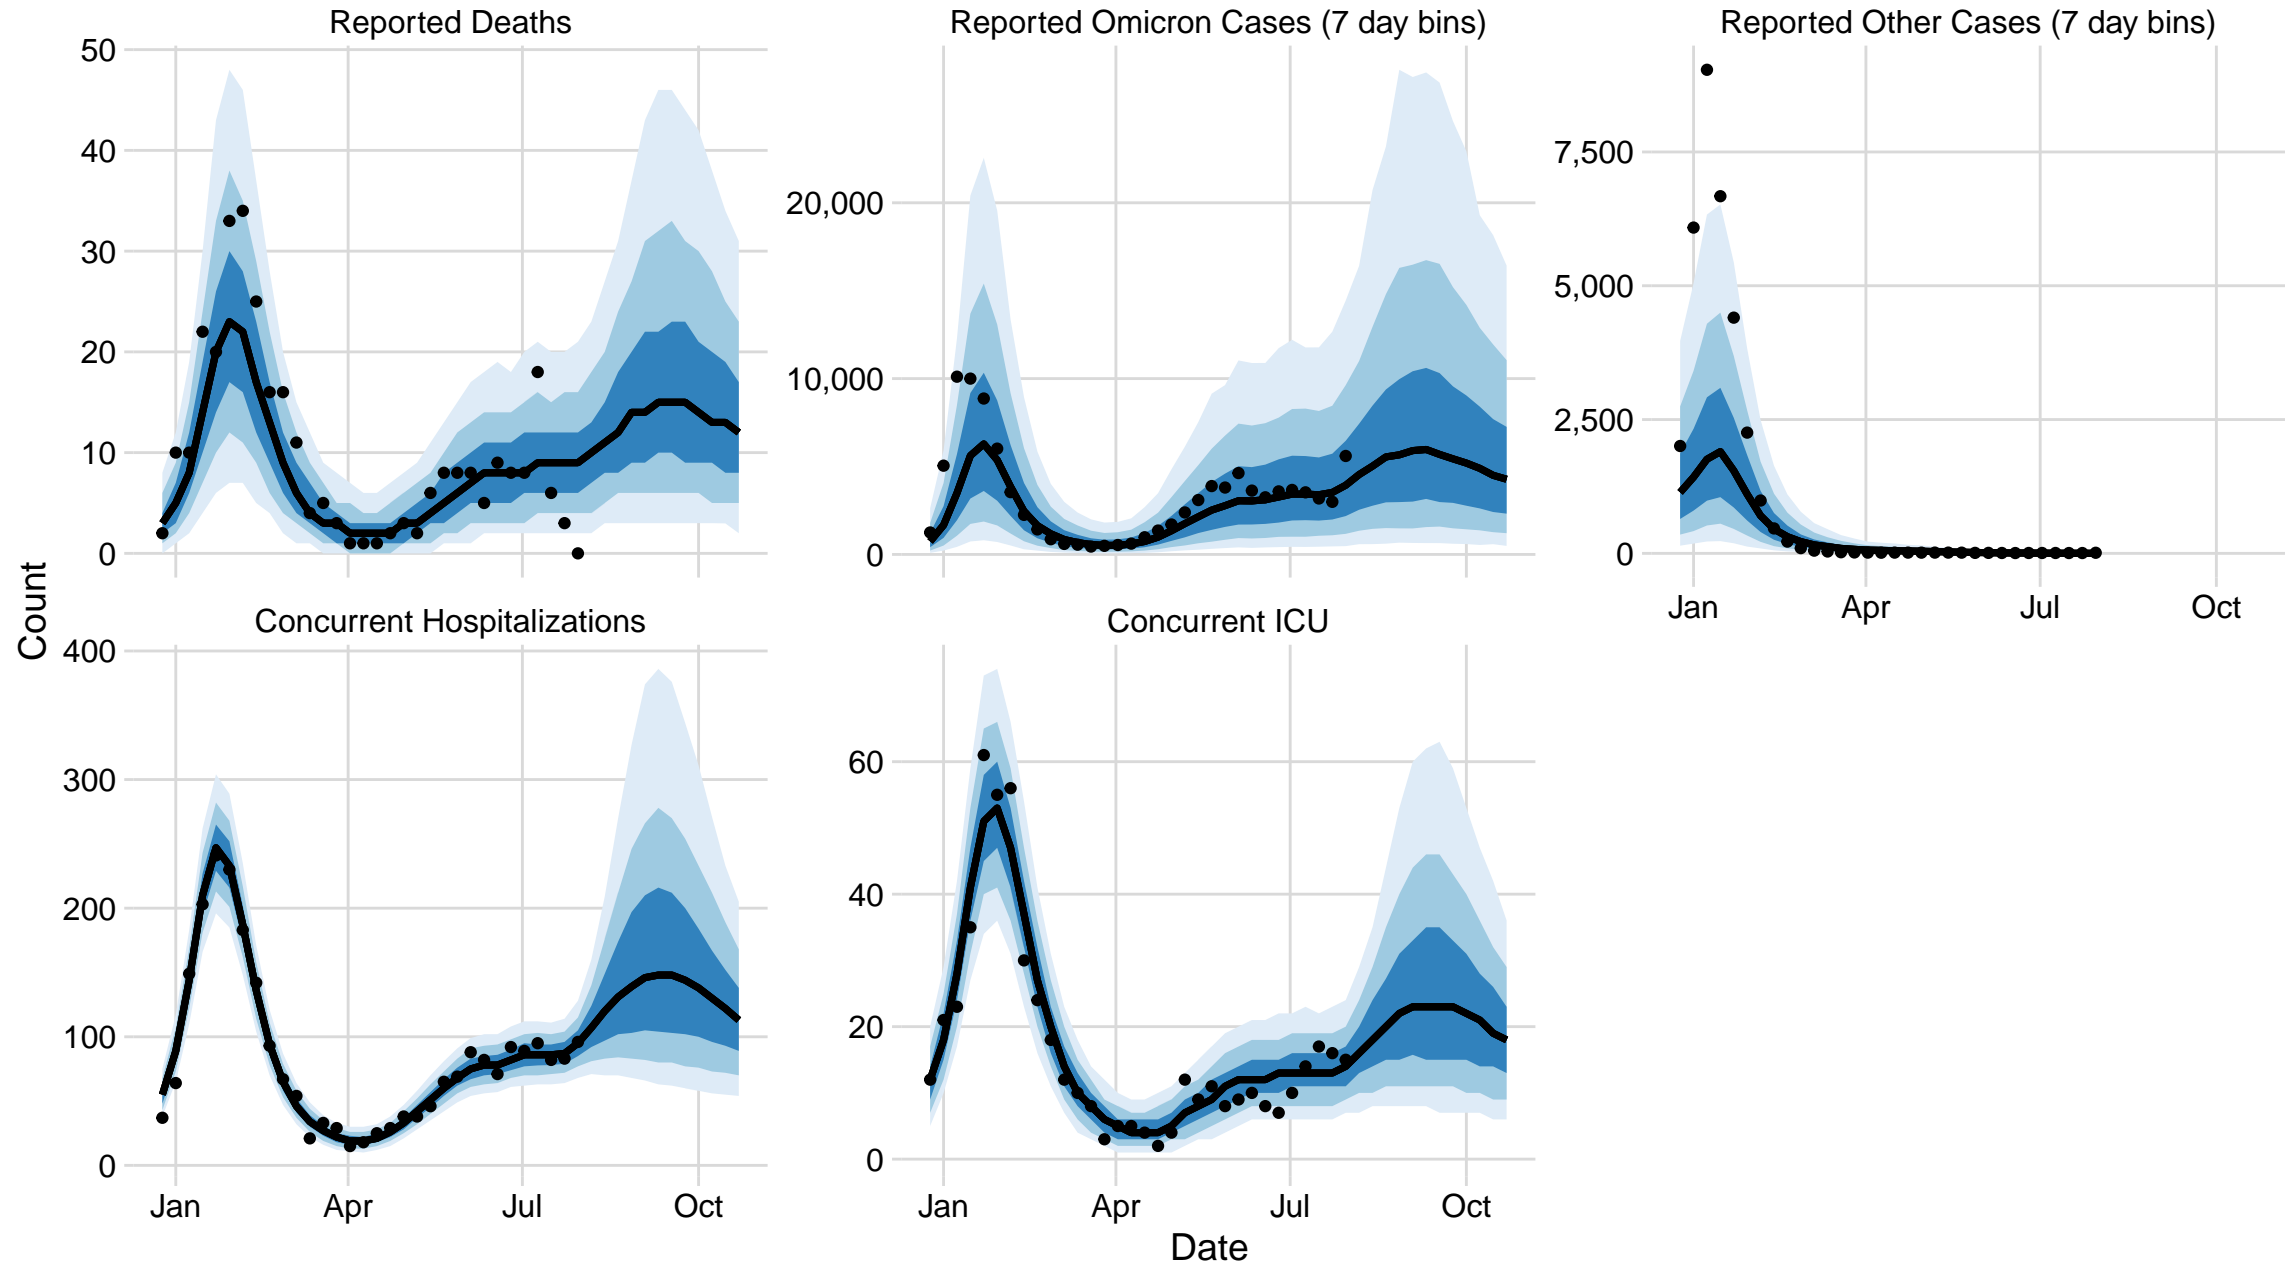 Reported Deaths
Reported Omicron Cases (7 day bins)
Reported Other Cases (7 day bins)
50
40
30
20
10
0
20,000
10,000
0
7,500
5,000
2,500
0
Jan Apr Jul Oct
Count
Concurrent Hospitalizations
Concurrent ICU
400
300
200
100
0
60
40
20
0
Jan Apr Jul Oct
Jan Apr Jul Oct
Date